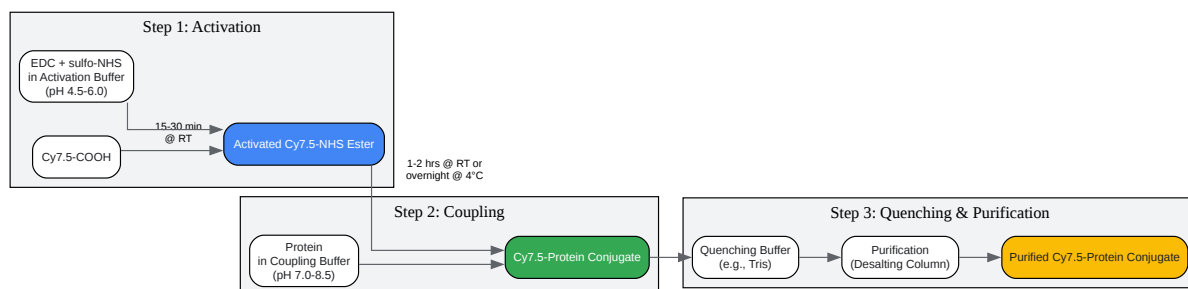 Step 1: Activation
EDC + sulfo-NHS
in Activation Buffer
(pH 4.5-6.0)
15-30 min
@ RT
Cy7.5-COOH
Activated Cy7.5-NHS Ester
1-2 hrs @ RT or
overnight @ 4°C
Step 2: Coupling
Protein
in Coupling Buffer
(pH 7.0-8.5)
Cy7.5-Protein Conjugate
Step 3: Quenching & Purification
Quenching Buffer
(e.g., Tris)
Purification
(Desalting Column)
Purified Cy7.5-Protein Conjugate